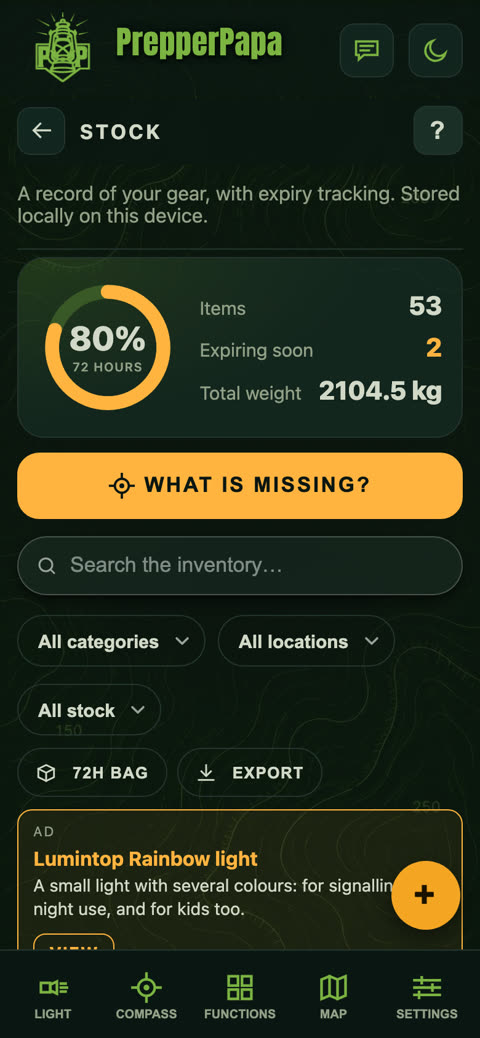 PrepperPapa
P P
STOCK
?
A record of your gear, with expiry tracking. Stored
locally on this device.
80%
72 HOURS
Items 53
Expiring soon 2
Total weight 2104.5 kg
WHAT IS MISSING?
Search the inventory…
All categories
All locations
All stock
150
72H BAG
EXPORT
250
AD
Lumintop Rainbow light
A small light with several colours: for signallin
night use, and for kids too.
+
VIEW
LIGHT
COMPASS
FUNCTIONS
MAP
SETTINGS